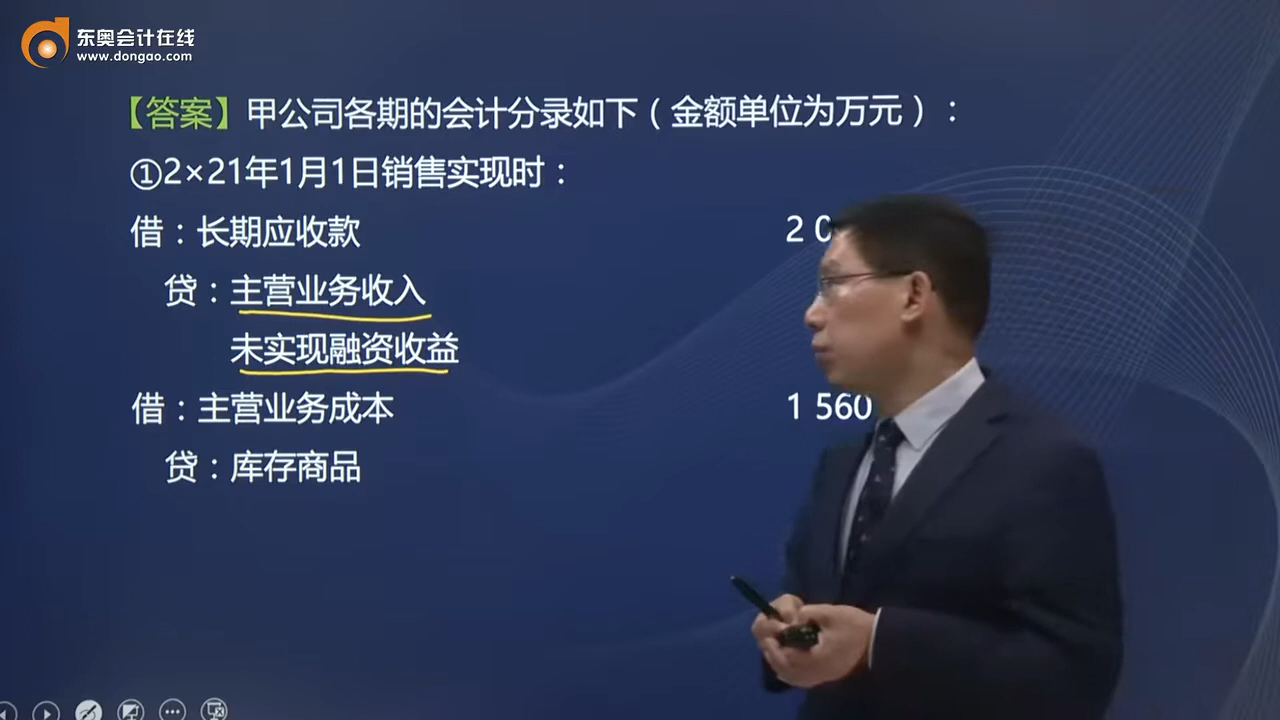 东奥会计在线
www.dongao.com
【答案】甲公司各期的会计分录如下（金额单位为万元）：
①2×21年1月1日销售实现时：
借：长期应收款 2 0
贷：主营业务收入
未实现融资收益
借：主营业务成本 1 560
贷：库存商品